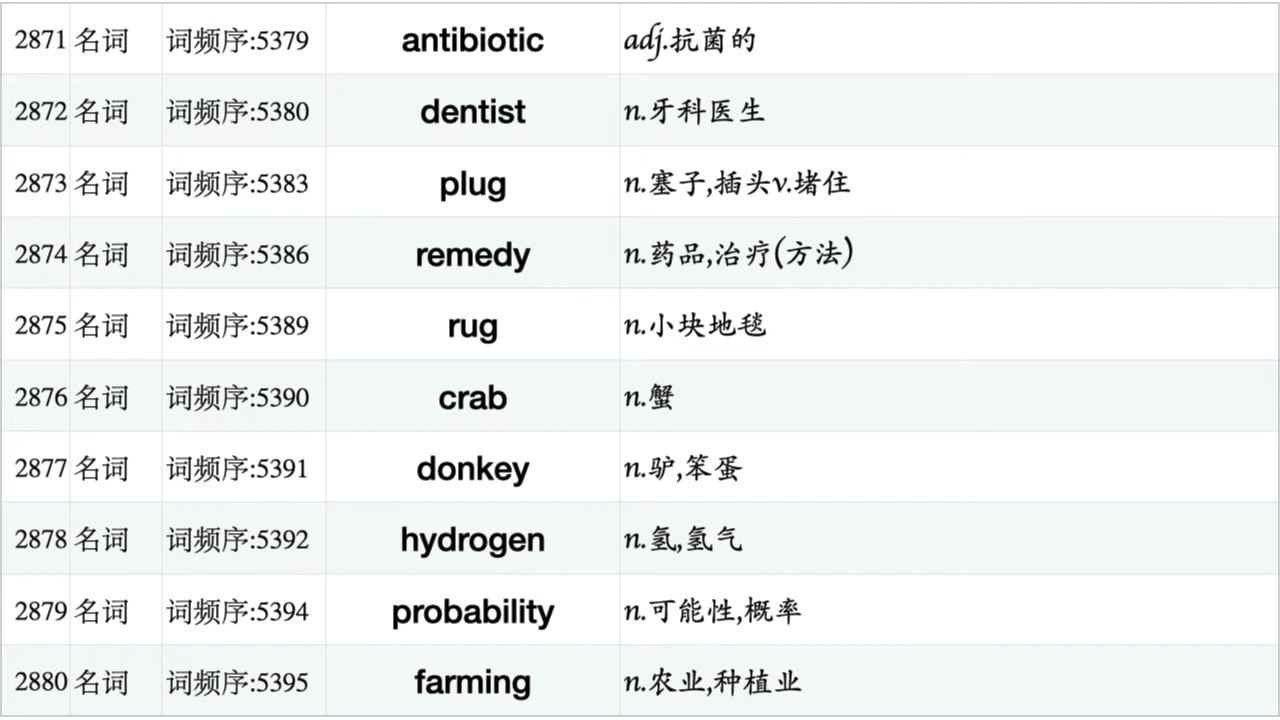 2871 名词 词频序:5379 antibiotic adj.抗菌的
2872 名词 词频序:5380 dentist n.牙科医生
2873 名词 词频序:5383 plug n.塞子,插头v.堵住
2874 名词 词频序:5386 remedy n.药品,治疗(方法)
2875 名词 词频序:5389 rug n.小块地毯
2876 名词 词频序:5390 crab n.蟹
2877 名词 词频序:5391 donkey n.驴,笨蛋
2878 名词 词频序:5392 hydrogen n.氢,氢气
2879 名词 词频序:5394 probability n.可能性,概率
2880 名词 词频序:5395 farming n.农业,种植业